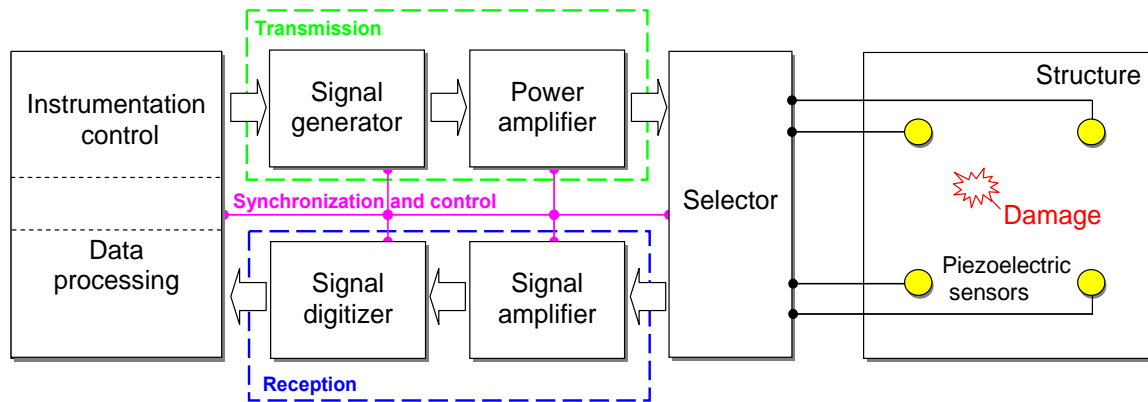 Transmission
Instrumentation
control
Signal
generator
Power
amplifier
Selector
Structure
Damage
Synchronization and control
Data
processing
Signal
digitizer
Signal
amplifier
Piezoelectric
sensors
Reception